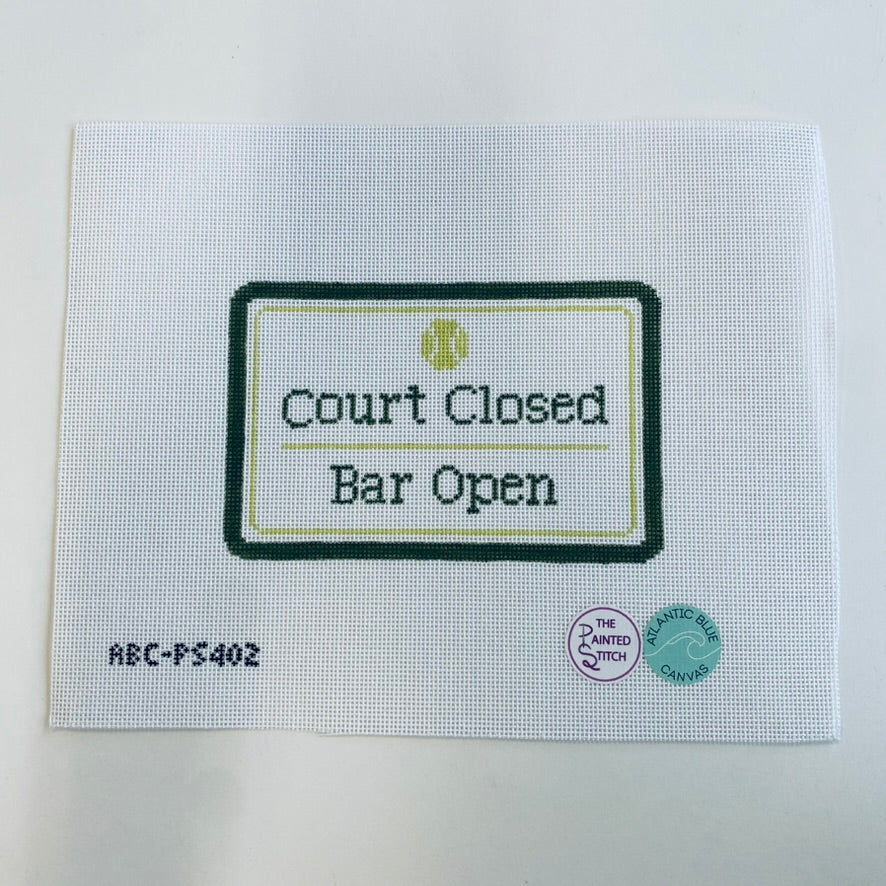 Court Closed
Bar Open
ABC-PS402
THE
PAINTED
STITCH
ATLANTIC BLUE
CANVAS